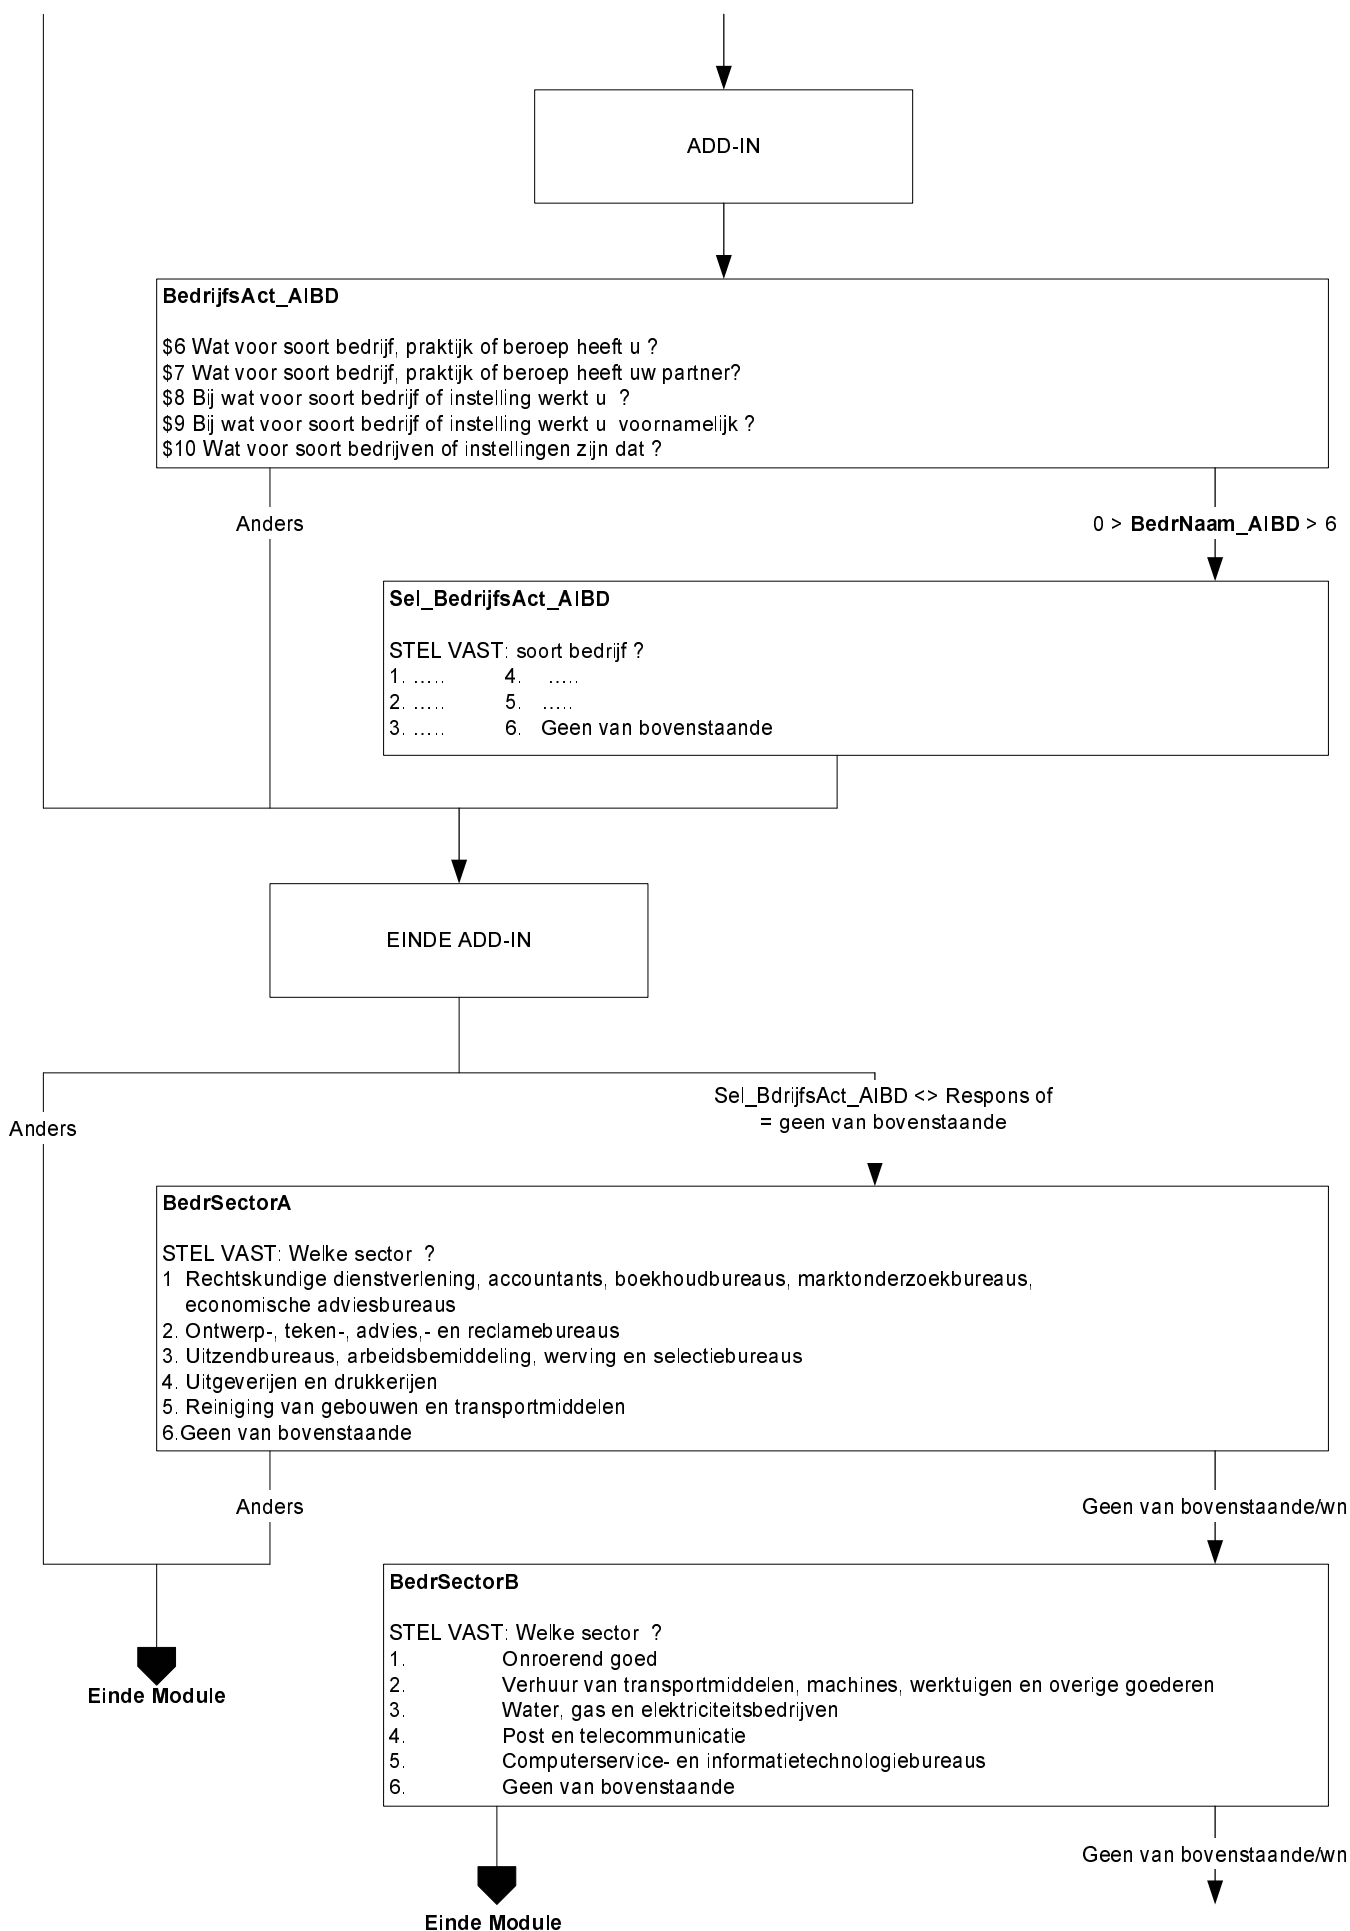 ADD-IN
BedrijfsAct_AIBD
$6 Wat voor soort bedrijf, praktijk of beroep heeft u ?
$7 Wat voor soort bedrijf, praktijk of beroep heeft uw partner?
$8 Bij wat voor soort bedrijf of instelling werkt u ?
$9 Bij wat voor soort bedrijf of instelling werkt u voornamelijk ?
$10 Wat voor soort bedrijven of instellingen zijn dat ?
Anders
0 > BedrNaam_AIBD > 6
Sel_BedrijfsAct_AIBD
STEL VAST: soort bedrijf ?
1. ..... 4. .....
2. ..... 5. .....
3. ..... 6. Geen van bovenstaande
EINDE ADD-IN
Sel_BdrijfsAct_AIBD <> Respons of
= geen van bovenstaande
Anders
BedrSectorA
STEL VAST: Welke sector ?
1 Rechtskundige dienstverlening, accountants, boekhoudbureaus, marktonderzoekbureaus,
economische adviesbureaus
2. Ontwerp-, teken-, advies,- en reclamebureaus
3. Uitzendbureaus, arbeidsbemiddeling, werving en selectiebureaus
4. Uitgeverijen en drukkerijen
5. Reiniging van gebouwen en transportmiddelen
6.Geen van bovenstaande
Anders
Geen van bovenstaande/wn
BedrSectorB
STEL VAST: Welke sector ?
1. Onroerend goed
2. Verhuur van transportmiddelen, machines, werktuigen en overige goederen
3. Water, gas en elektriciteitsbedrijven
4. Post en telecommunicatie
5. Computerservice- en informatietechnologiebureaus
6. Geen van bovenstaande
Einde Module
Geen van bovenstaande/wn
Einde Module